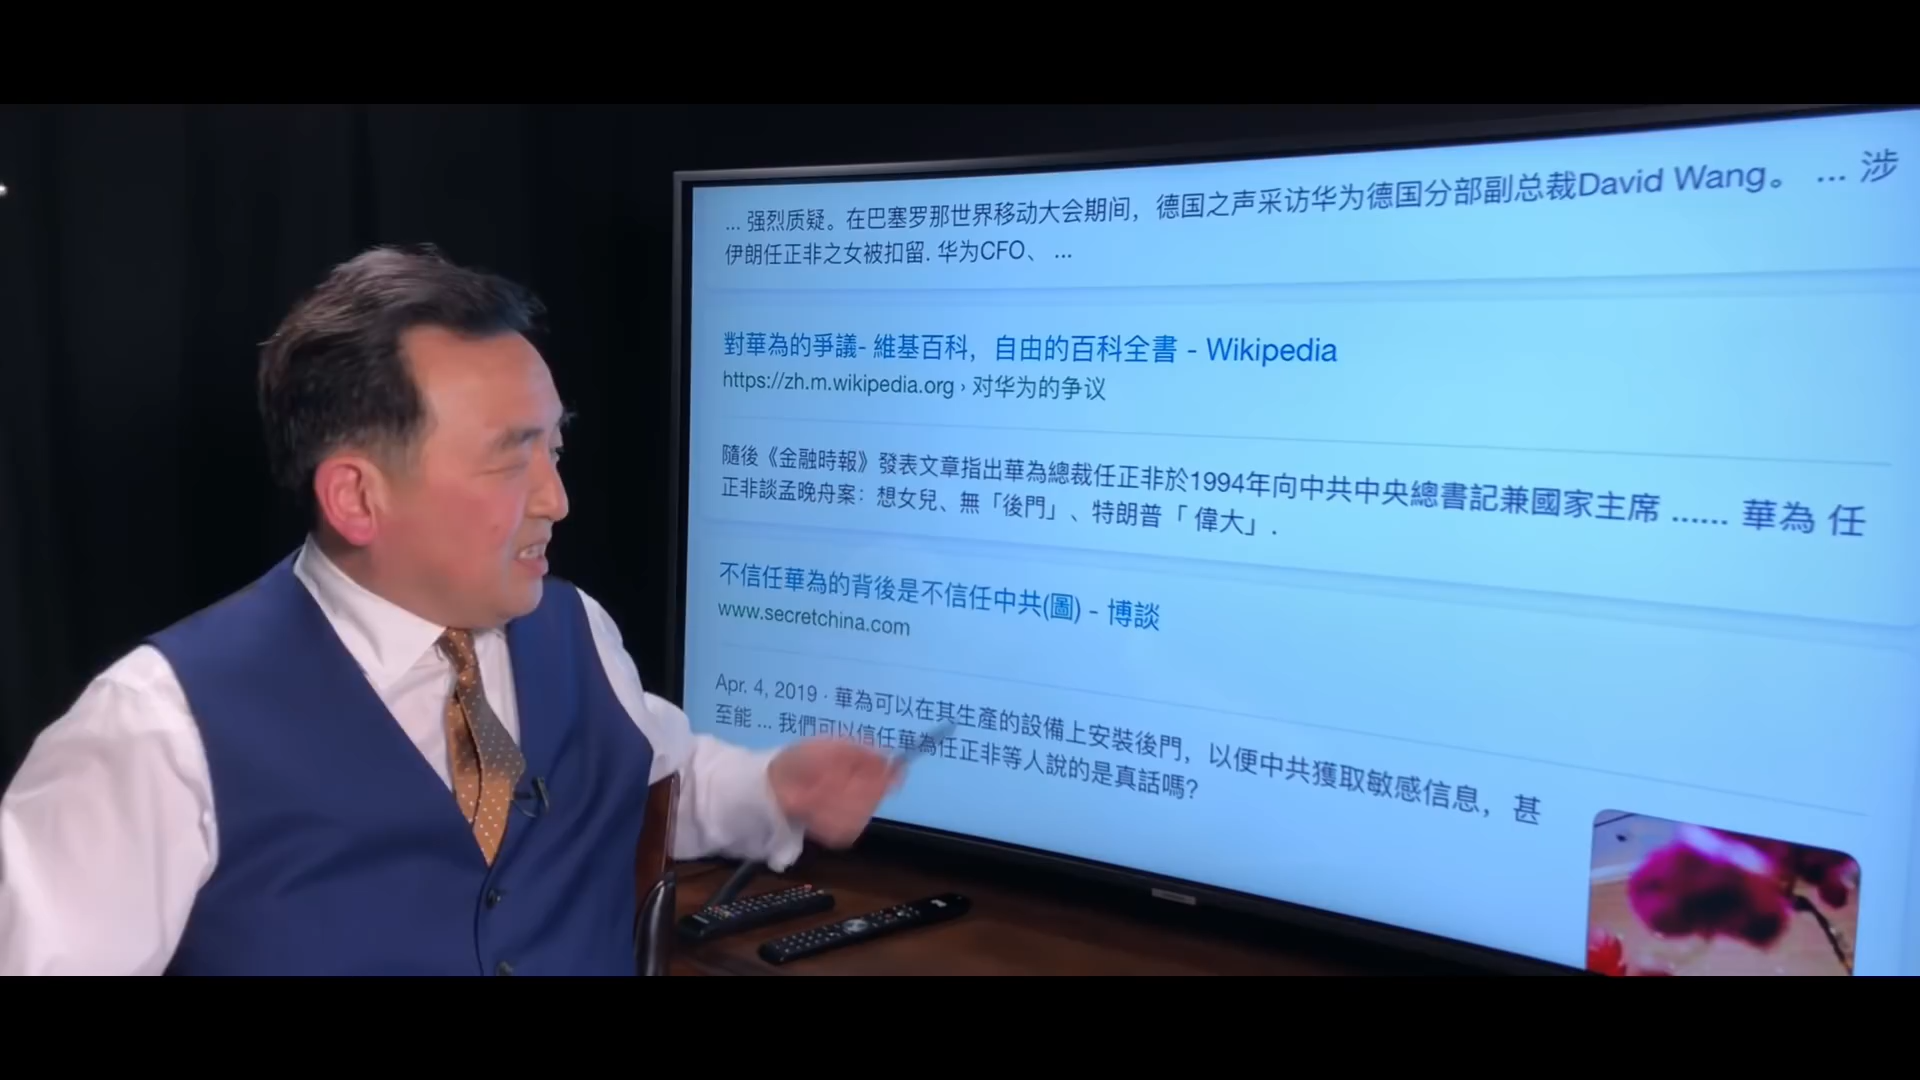 ... 强烈质疑。在巴塞罗那世界移动大会期间，德国之声采访华为德国分部副总裁David Wang。 ... 涉
伊朗任正非之女被扣留. 华为CFO、 ...
對華為的爭議- 維基百科，自由的百科全書 - Wikipedia
https://zh.m.wikipedia.org › 对华为的争议
隨後《金融時報》發表文章指出華為總裁任正非於1994年向中共中央總書記兼國家主席 ...... 華為 任
正非談孟晚舟案：想女兒、無「後門」、特朗普「 偉大」.
不信任華為的背後是不信任中共(圖) - 博談
www.secretchina.com
Apr. 4, 2019 · 華為可以在其生產的設備上安裝後門，以便中共獲取敏感信息，甚
至能 ... 我們可以信任華為任正非等人說的是真話嗎?